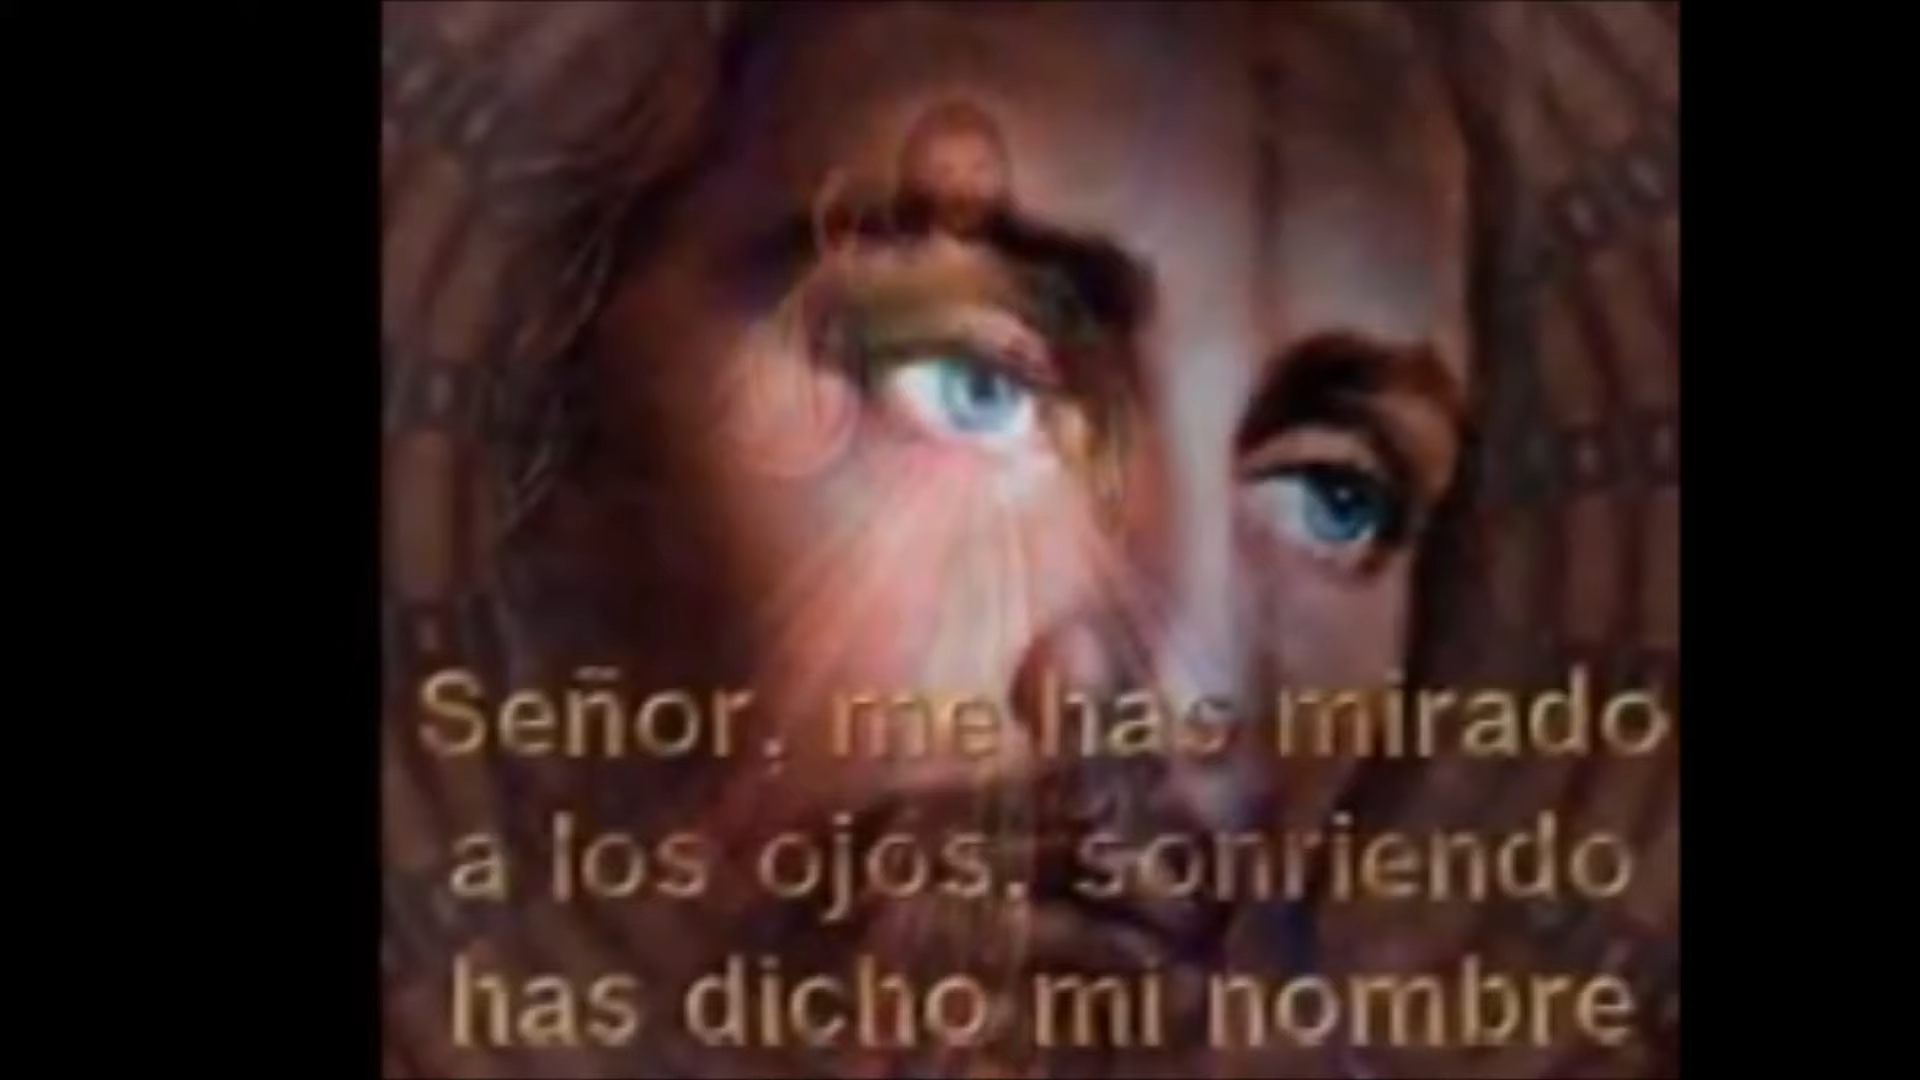 Señor, me has mirado
a los ojos, sonriendo
has dicho mi nombre